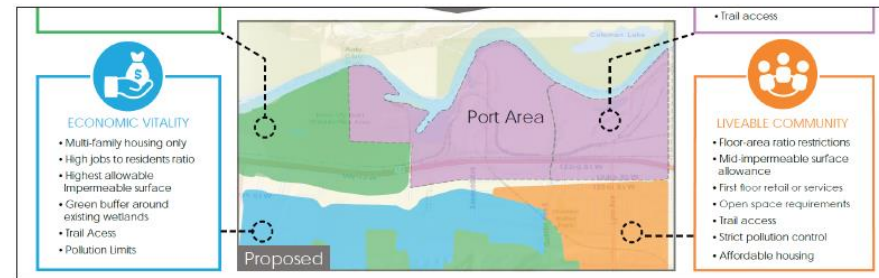 • Trail access
Coleman Lake
Port Area
ECONOMIC VITALITY
• Multi-family housing only
• High jobs to residents ratio
• Highest allowable
Impermeable surface
• Green buffer around
existing wetlands
• Trail Acess
• Pollution Limits
Proposed
LIVEABLE COMMUNITY
• Floor-area ratio restrictions
• Mid-impermeable surface
allowance
• First floor retail or services
• Open space requirements
• Trail access
• Strict pollution control
• Affordable housing